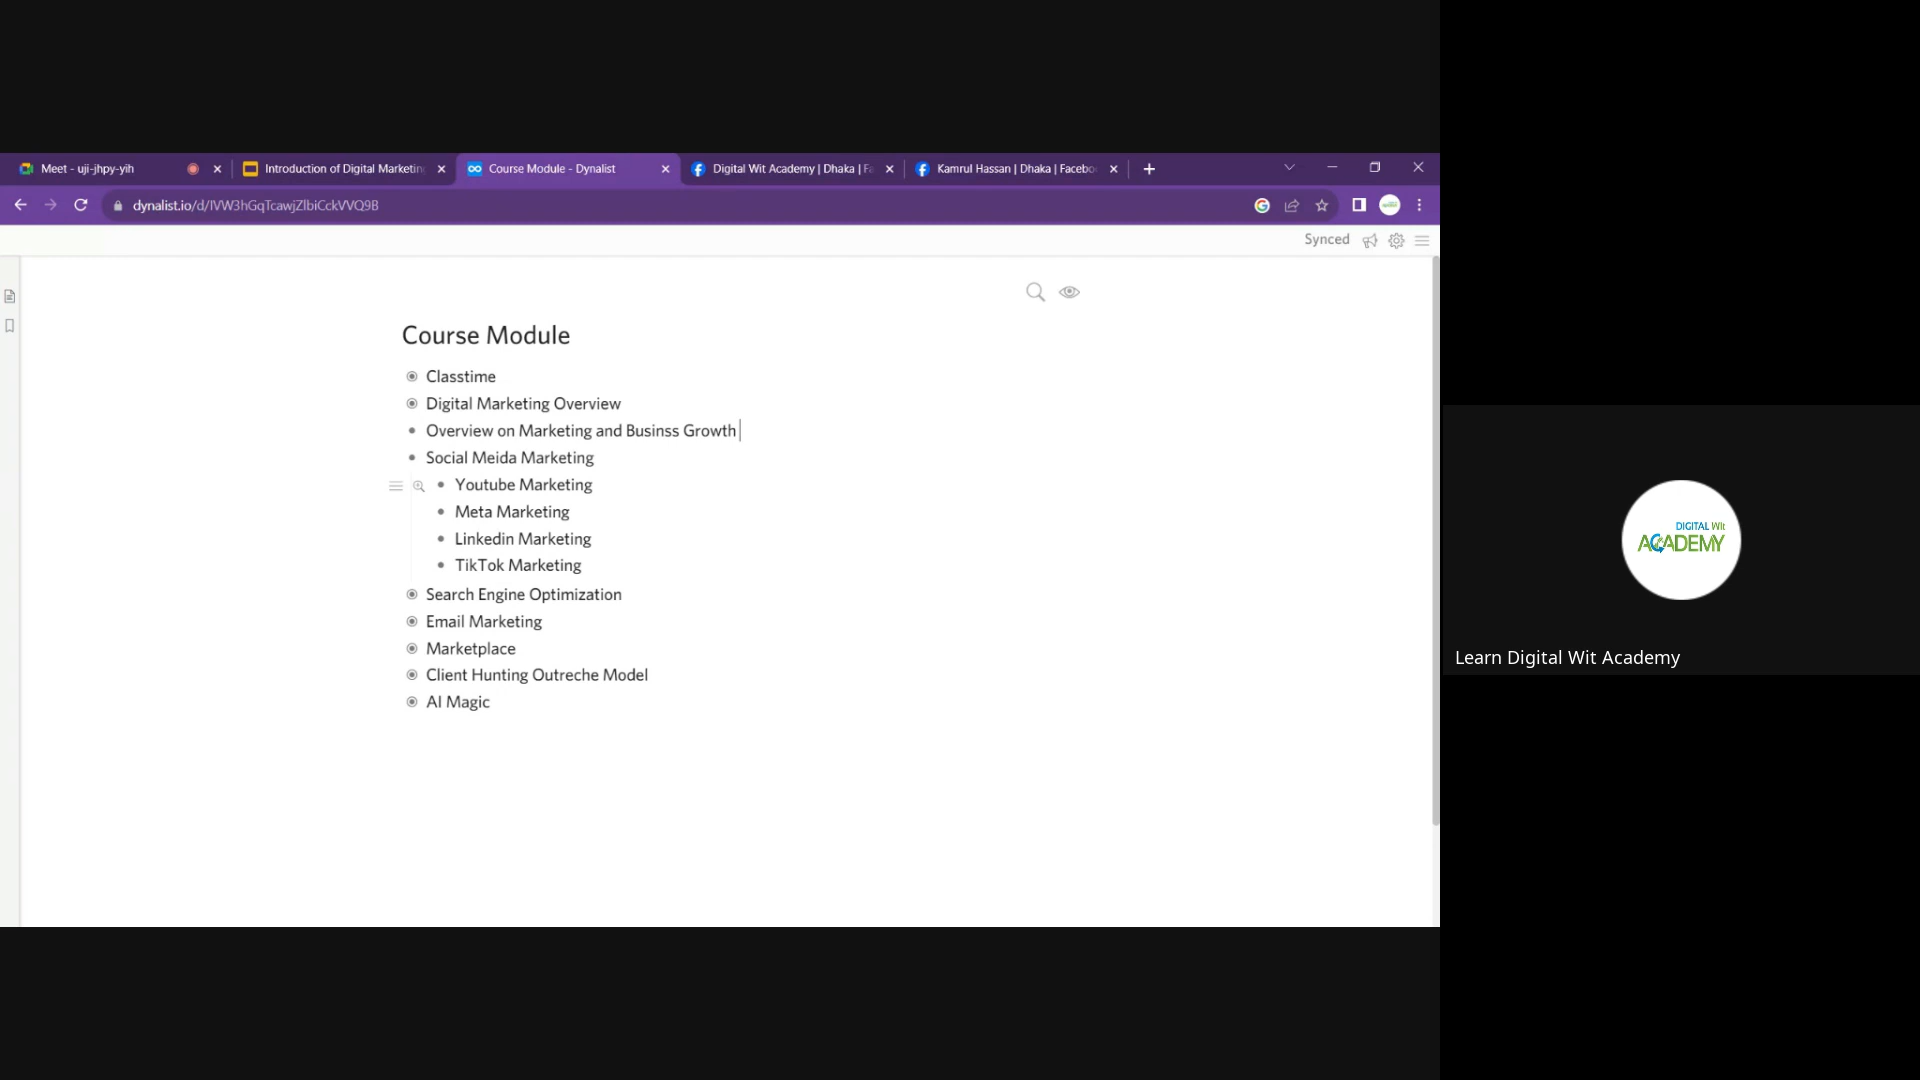 Meet - uji-jhpy-yih
Introduction of Digital Marketing
Course Module - Dynalist
Digital Wit Academy | Dhaka | Fa
Kamrul Hassan | Dhaka | Facebo
dynalist.io/d/IVW3hGqTcawjZlbiCckVVQ9B
Synced
Course Module
Classtime
Digital Marketing Overview
Overview on Marketing and Businss Growth
Social Meida Marketing
Youtube Marketing
Meta Marketing
Linkedin Marketing
TikTok Marketing
Search Engine Optimization
Email Marketing
Marketplace
Client Hunting Outreche Model
AI Magic
DIGITAL Wit
ACADEMY
Learn Digital Wit Academy